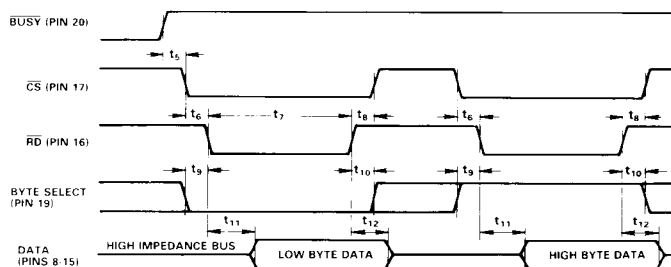 BUSY (PIN 20)
t5
CS (PIN 17)
t6 t7 t8 t6 t8
RD (PIN 16)
t9 t10 t9 t10
BYTE SELECT
(PIN 19)
t11 t12 t11 t12
HIGH IMPEDANCE BUS
DATA
(PINS 8-15)
LOW BYTE DATA
HIGH BYTE DATA